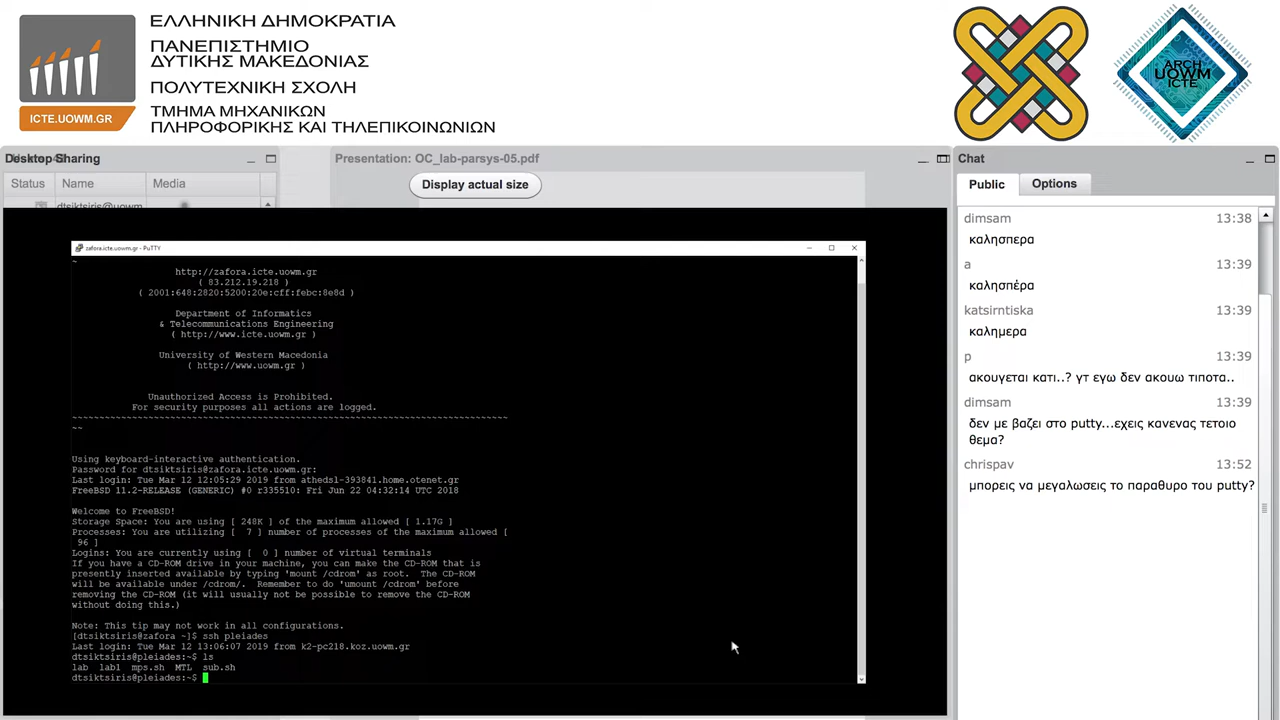 ΕΛΛΗΝΙΚΗ ΔΗΜΟΚΡΑΤΙΑ
ΠΑΝΕΠΙΣΤΗΜΙΟ
ΔΥΤΙΚΗΣ ΜΑΚΕΔΟΝΙΑΣ
ΠΟΛΥΤΕΧΝΙΚΗ ΣΧΟΛΗ
ΤΜΗΜΑ ΜΗΧΑΝΙΚΩΝ
ΠΛΗΡΟΦΟΡΙΚΗΣ ΚΑΙ ΤΗΛΕΠΙΚΟΙΝΩΝΙΩΝ
ICTE.UOWM.GR
ARCH
UOWM
ICTE
Desktop Sharing
Status Name Media
dtsiktsiris@uowm
Presentation: OC_lab-parsys-05.pdf
Display actual size
zafora.icte.uowm.gr - PuTTY
~
http://zafora.icte.uowm.gr
( 83.212.19.218 )
( 2001:648:2820:5200:20e:cff:febc:8e8d )
Department of Informatics
& Telecommunications Engineering
( http://www.icte.uowm.gr )
University of Western Macedonia
( http://www.uowm.gr )
Unauthorized Access is Prohibited.
For security purposes all actions are logged.
~~~~~~~~~~~~~~~~~~~~~~~~~~~~~~~~~~~~~~~~~~~~~~~~~~~~~~~~~~~~~~~~~~~~~~~~~~~~~~
~~
Using keyboard-interactive authentication.
Password for dtsiktsiris@zafora.icte.uowm.gr:
Last login: Tue Mar 12 12:05:29 2019 from athedsl-393841.home.otenet.gr
FreeBSD 11.2-RELEASE (GENERIC) #0 r335510: Fri Jun 22 04:32:14 UTC 2018
Welcome to FreeBSD!
Storage Space: You are using [ 248K ] of the maximum allowed [ 1.17G ]
Processes: You are utilizing [  7 ] number of processes of the maximum allowed [
 96 ]
Logins: You are currently using [  0 ] number of virtual terminals
If you have a CD-ROM drive in your machine, you can make the CD-ROM that is
presently inserted available by typing 'mount /cdrom' as root.  The CD-ROM
will be available under /cdrom/.  Remember to do 'umount /cdrom' before
removing the CD-ROM (it will usually not be possible to remove the CD-ROM
without doing this.)
Note: This tip may not work in all configurations.
[dtsiktsiris@zafora ~]$ ssh pleiades
Last login: Tue Mar 12 13:06:07 2019 from k2-pc218.koz.uowm.gr
dtsiktsiris@pleiades:~$ ls
lab  lab1  mps.sh  MTL  sub.sh
dtsiktsiris@pleiades:~$
Chat
Public Options
dimsam 13:38
καλησπερα
a 13:39
καλησπέρα
katsirntiska 13:39
καλημερα
p 13:39
ακουγεται κατι..? γτ εγω δεν ακουω τιποτα..
dimsam 13:39
δεν με βαζει στο putty...εχεις κανενας τετοιο
θεμα?
chrispav 13:52
μπορεις να μεγαλωσεις το παραθυρο του putty?